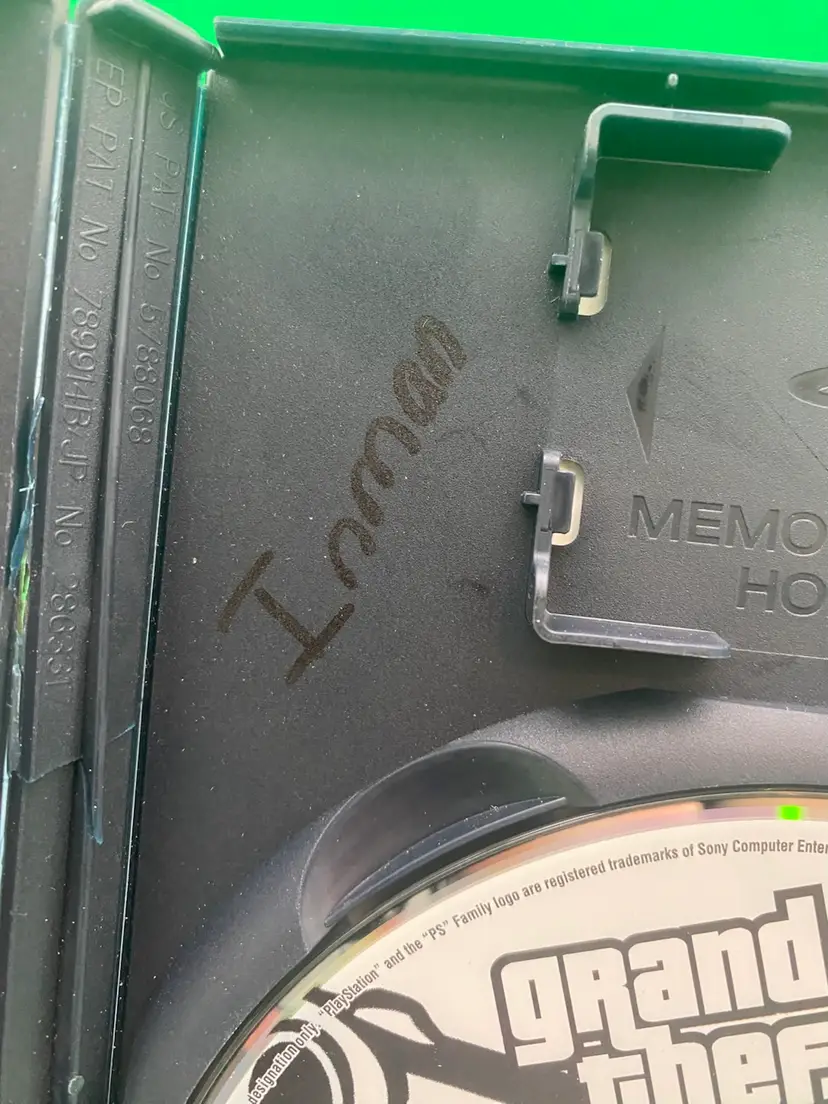 US PAT No 5788068
EP PAT No 789914B/JP No 2863317
Inman
MEMO
HO
designation only. "PlayStation" and the "PS" Family logo are registered trademarks of Sony Computer Enter
grand
thef